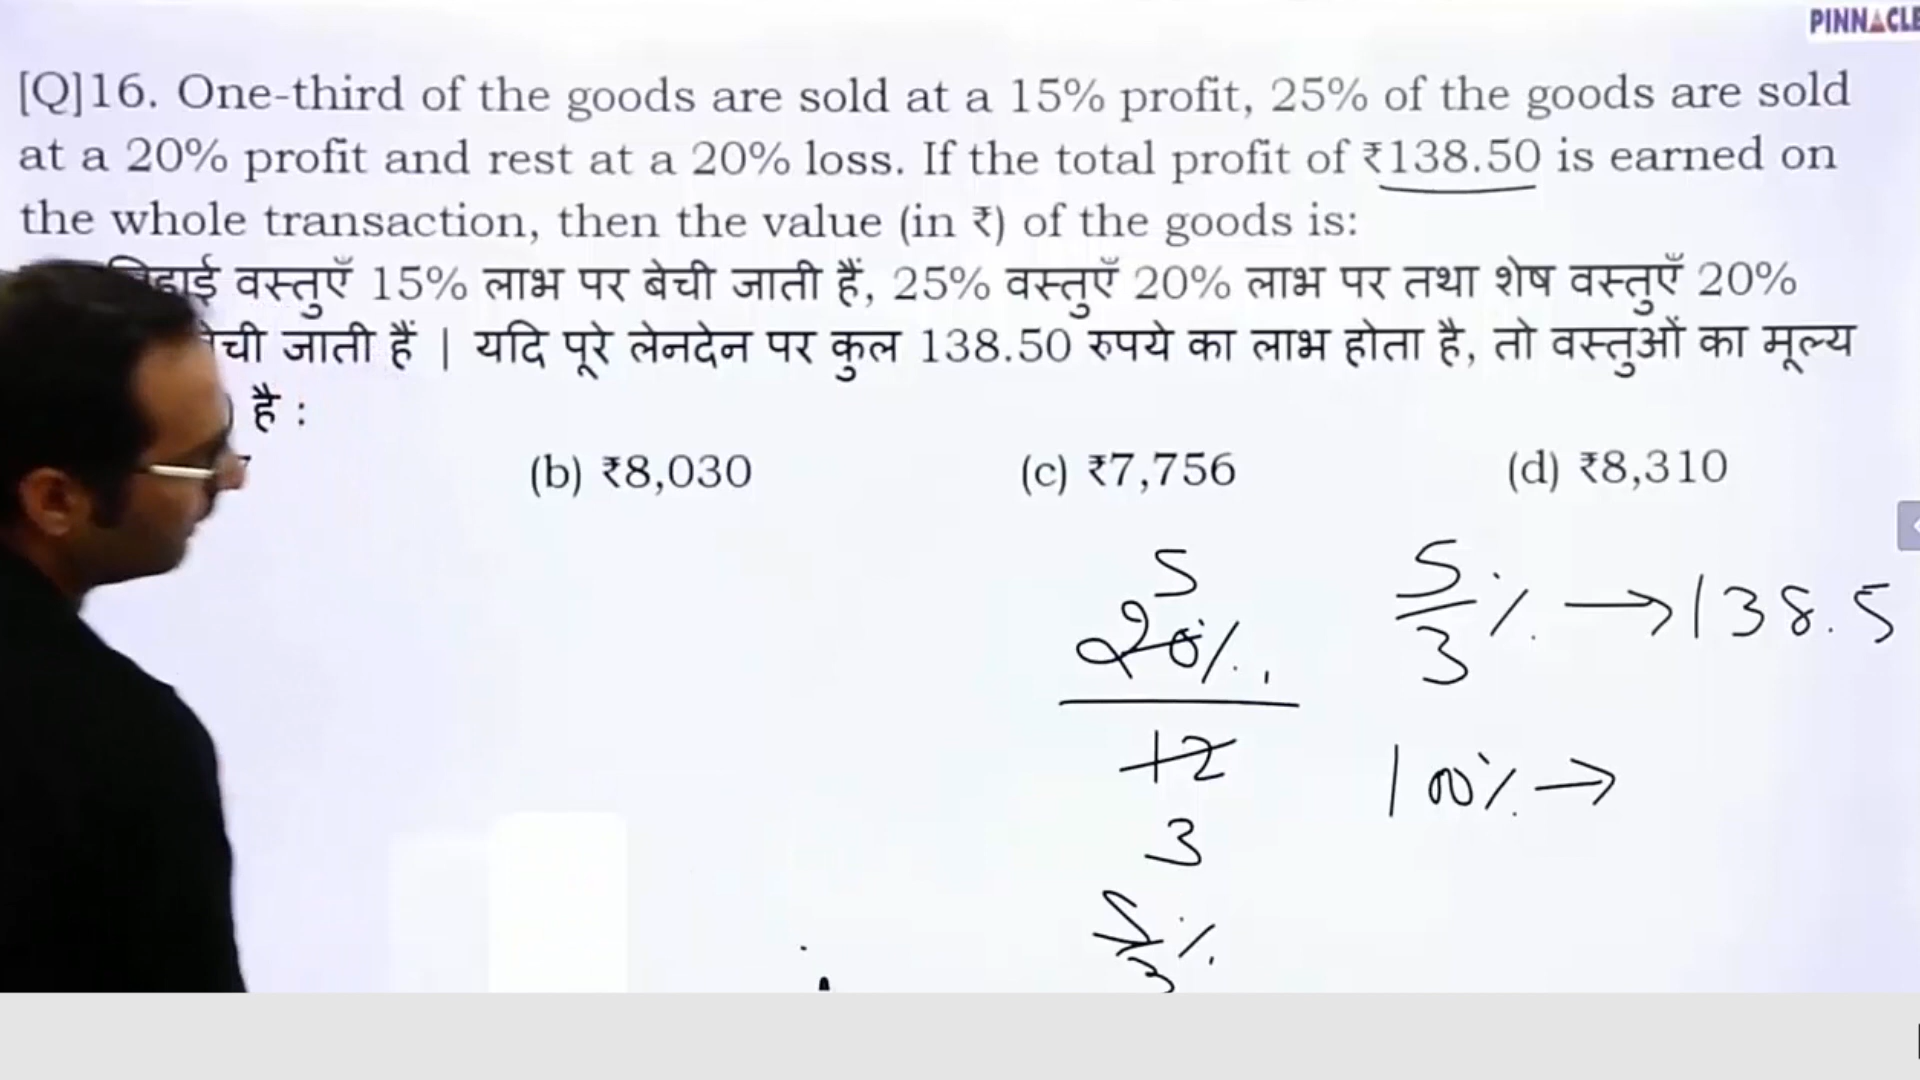 PINNACLE
[Q]16. One-third of the goods are sold at a 15% profit, 25% of the goods are sold
at a 20% profit and rest at a 20% loss. If the total profit of ₹138.50 is earned on
the whole transaction, then the value (in ₹) of the goods is:
वस्तुएँ 15% लाभ पर बेची जाती हैं, 25% वस्तुएँ 20% लाभ पर तथा शेष वस्तुएँ 20%
जाती हैं | यदि पूरे लेनदेन पर कुल 138.50 रुपये का लाभ होता है, तो वस्तुओं का मूल्य
है :
(b) ₹8,030 (c) ₹7,756 (d) ₹8,310
5
20%
12
3
5/3 %
5/3 % → 138.5
100% →